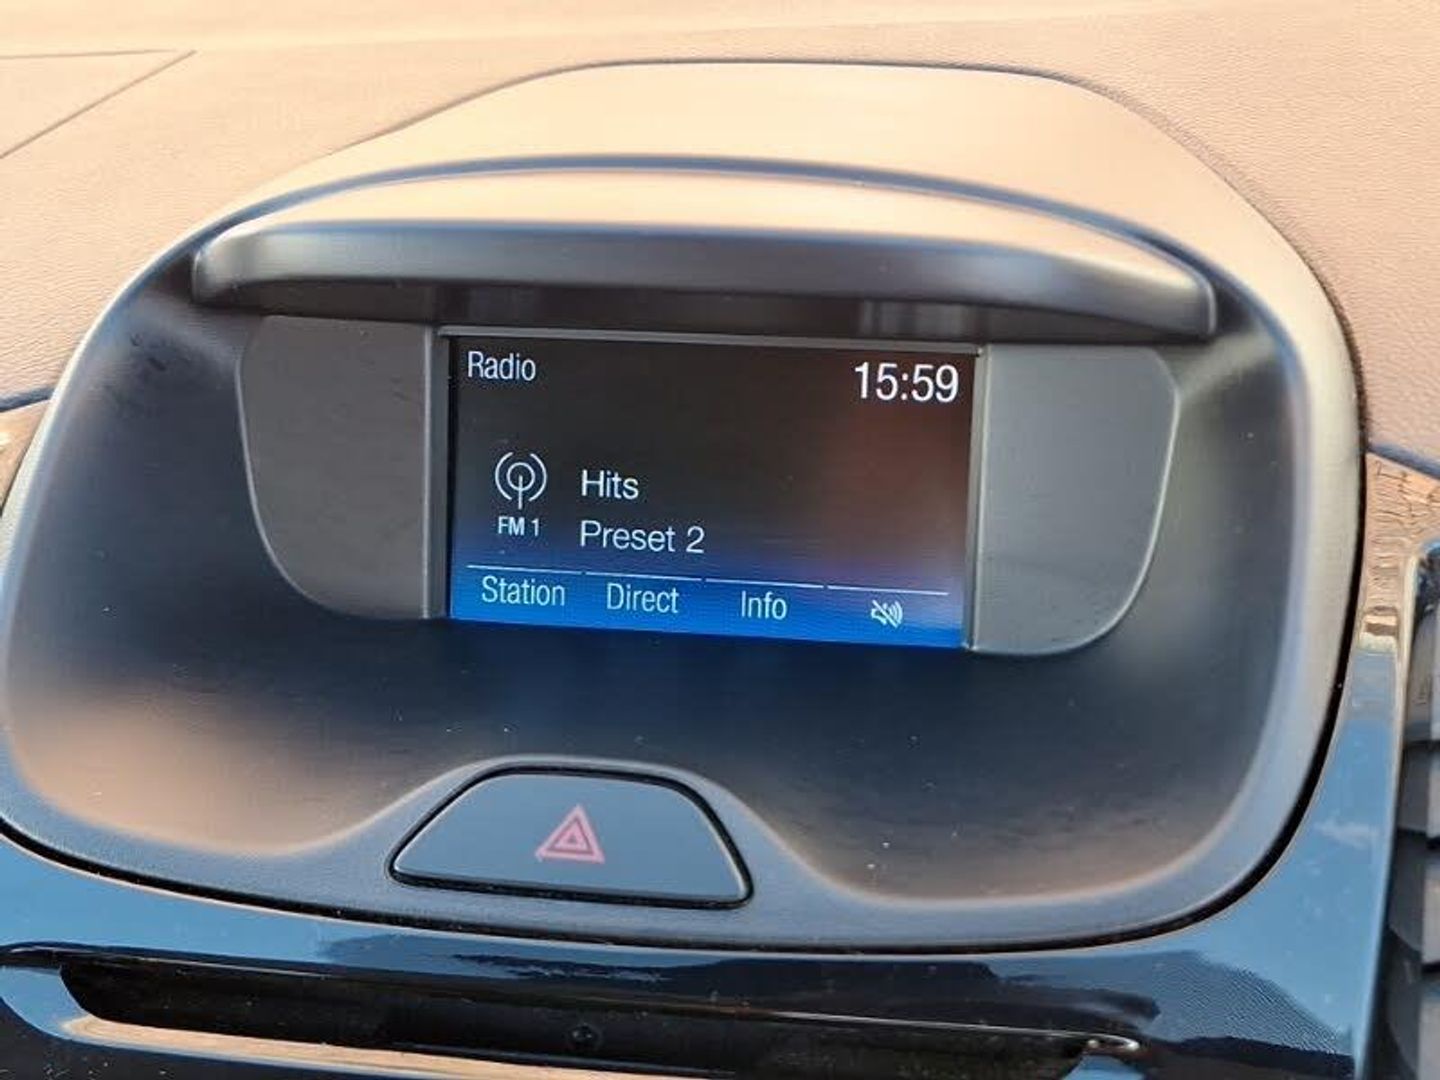 Radio
15:59
Hits
FM 1
Preset 2
Station Direct Info